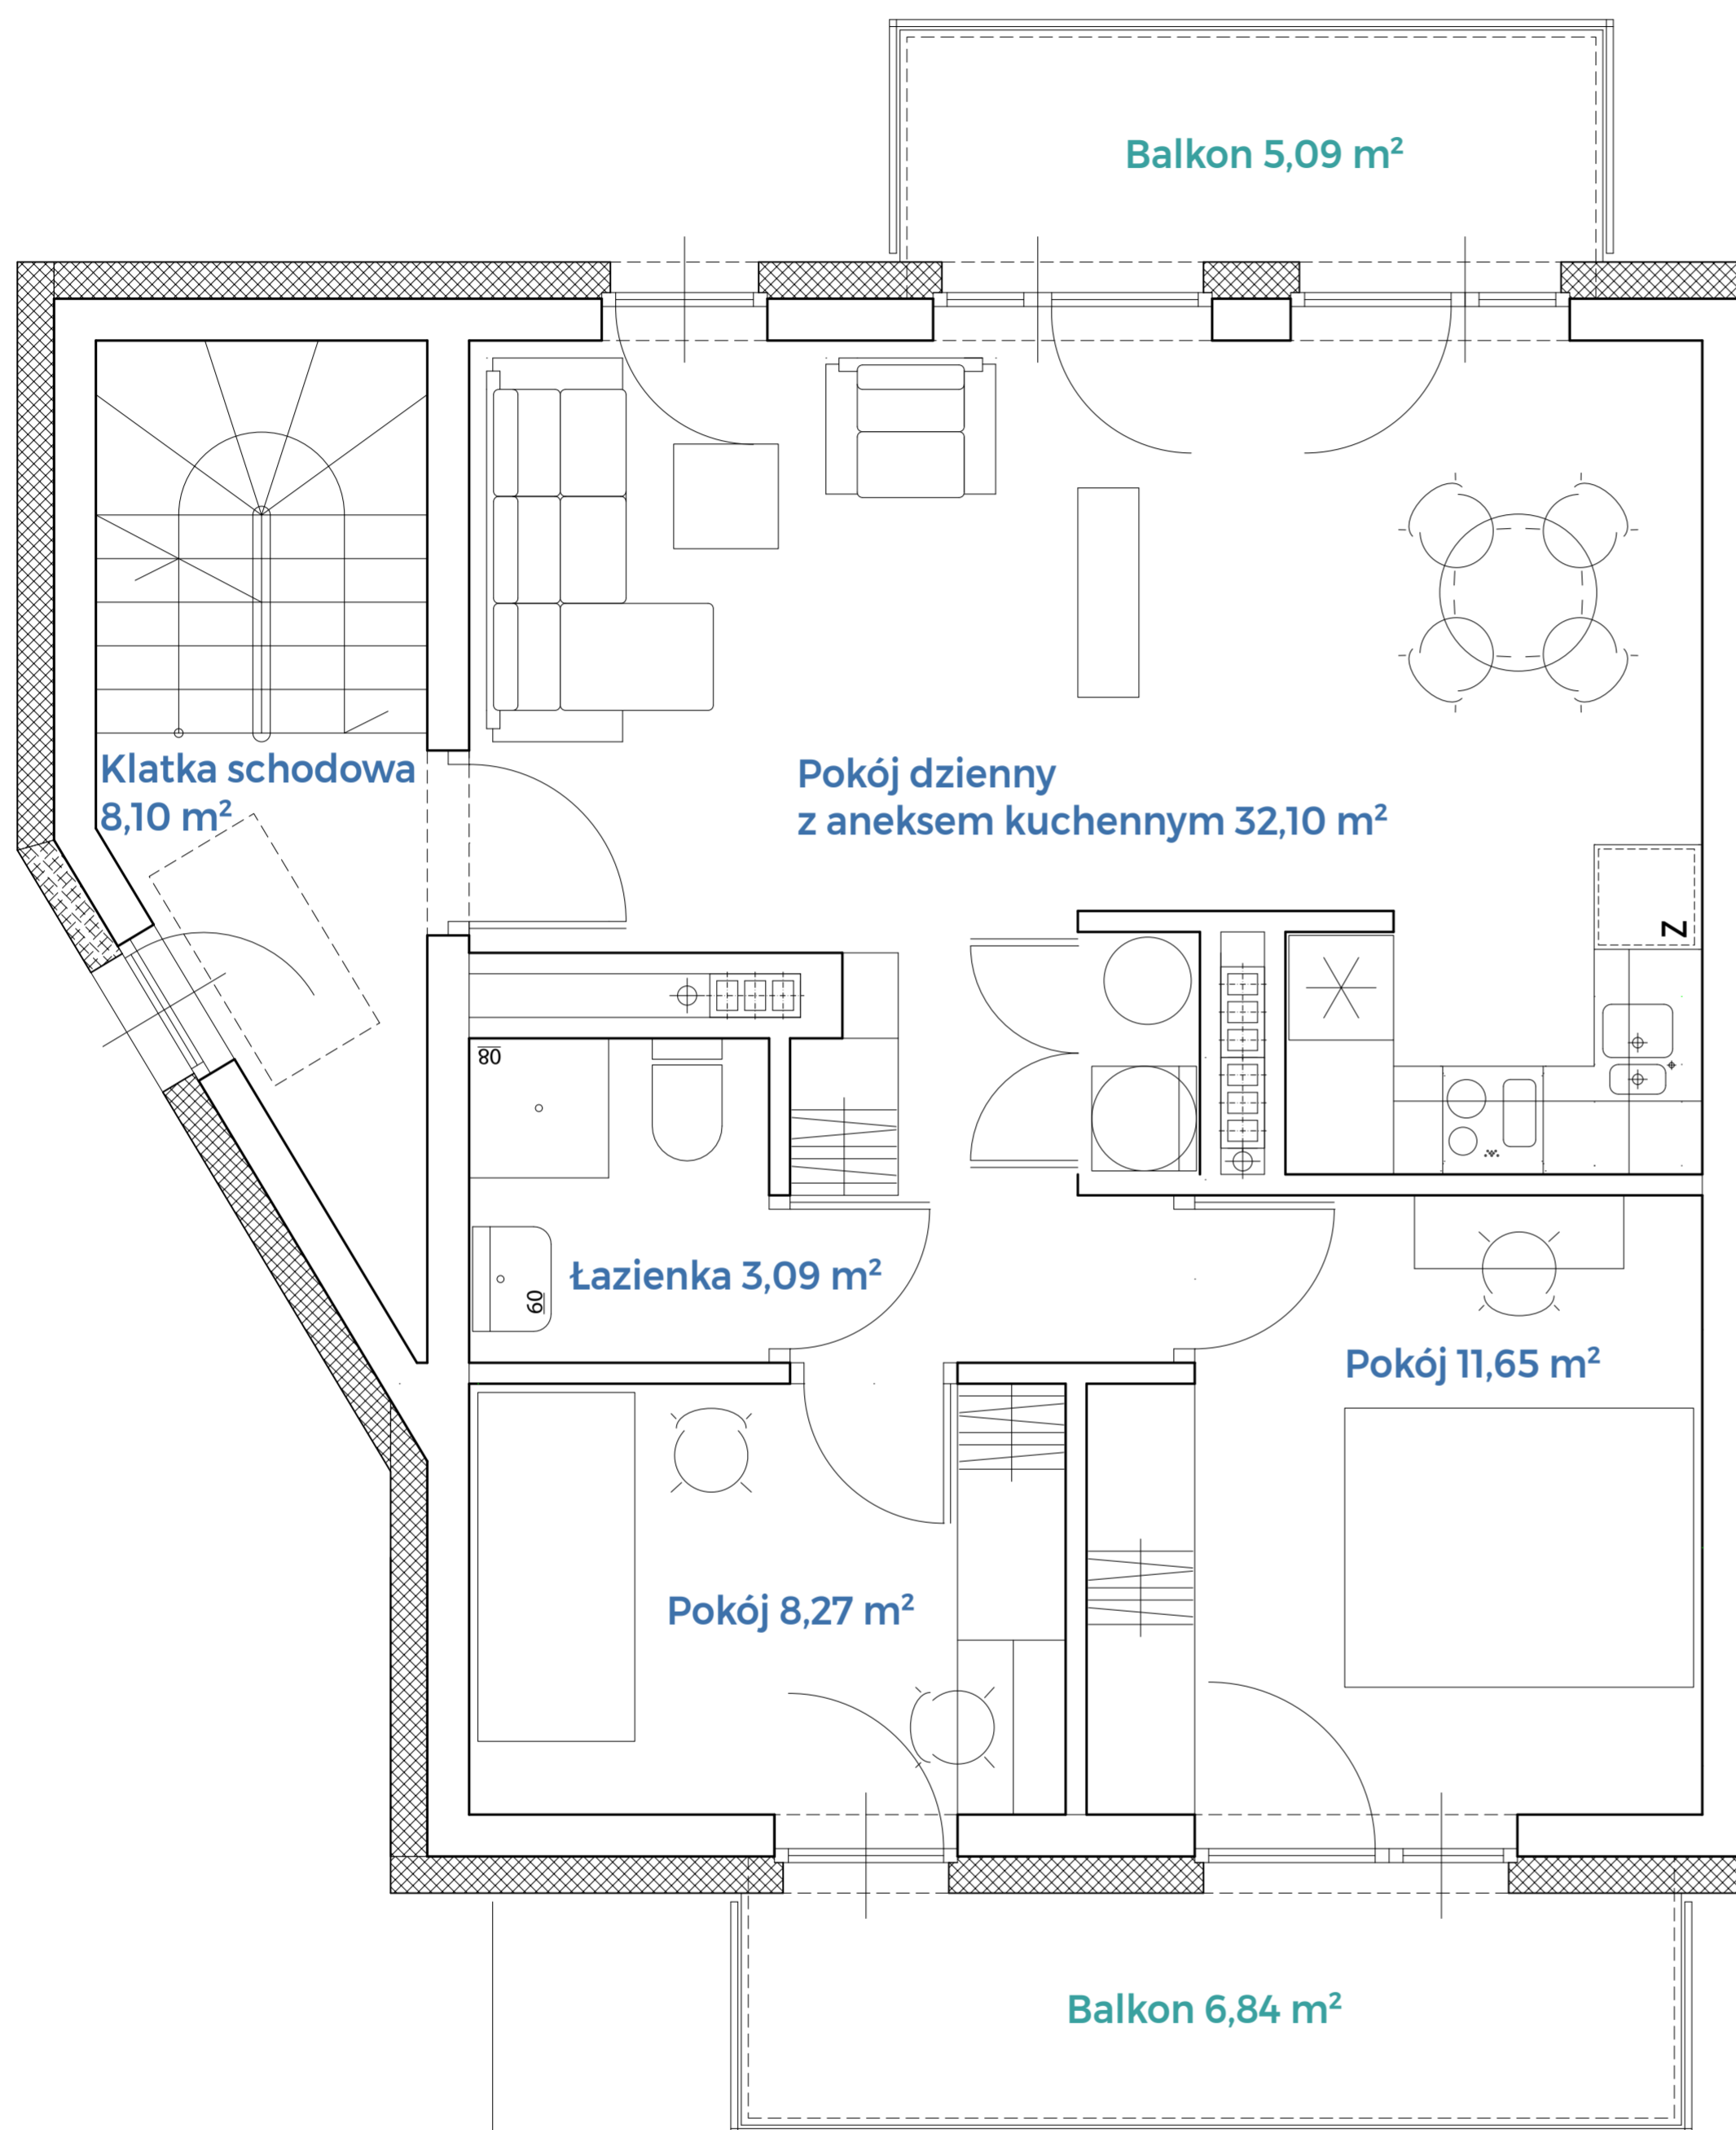 Balkon 5,09 m²
Klatka schodowa
8,10 m²
Pokój dzienny
z aneksem kuchennym 32,10 m²
Z
80
Łazienka 3,09 m²
60
Pokój 11,65 m²
Pokój 8,27 m²
Balkon 6,84 m²